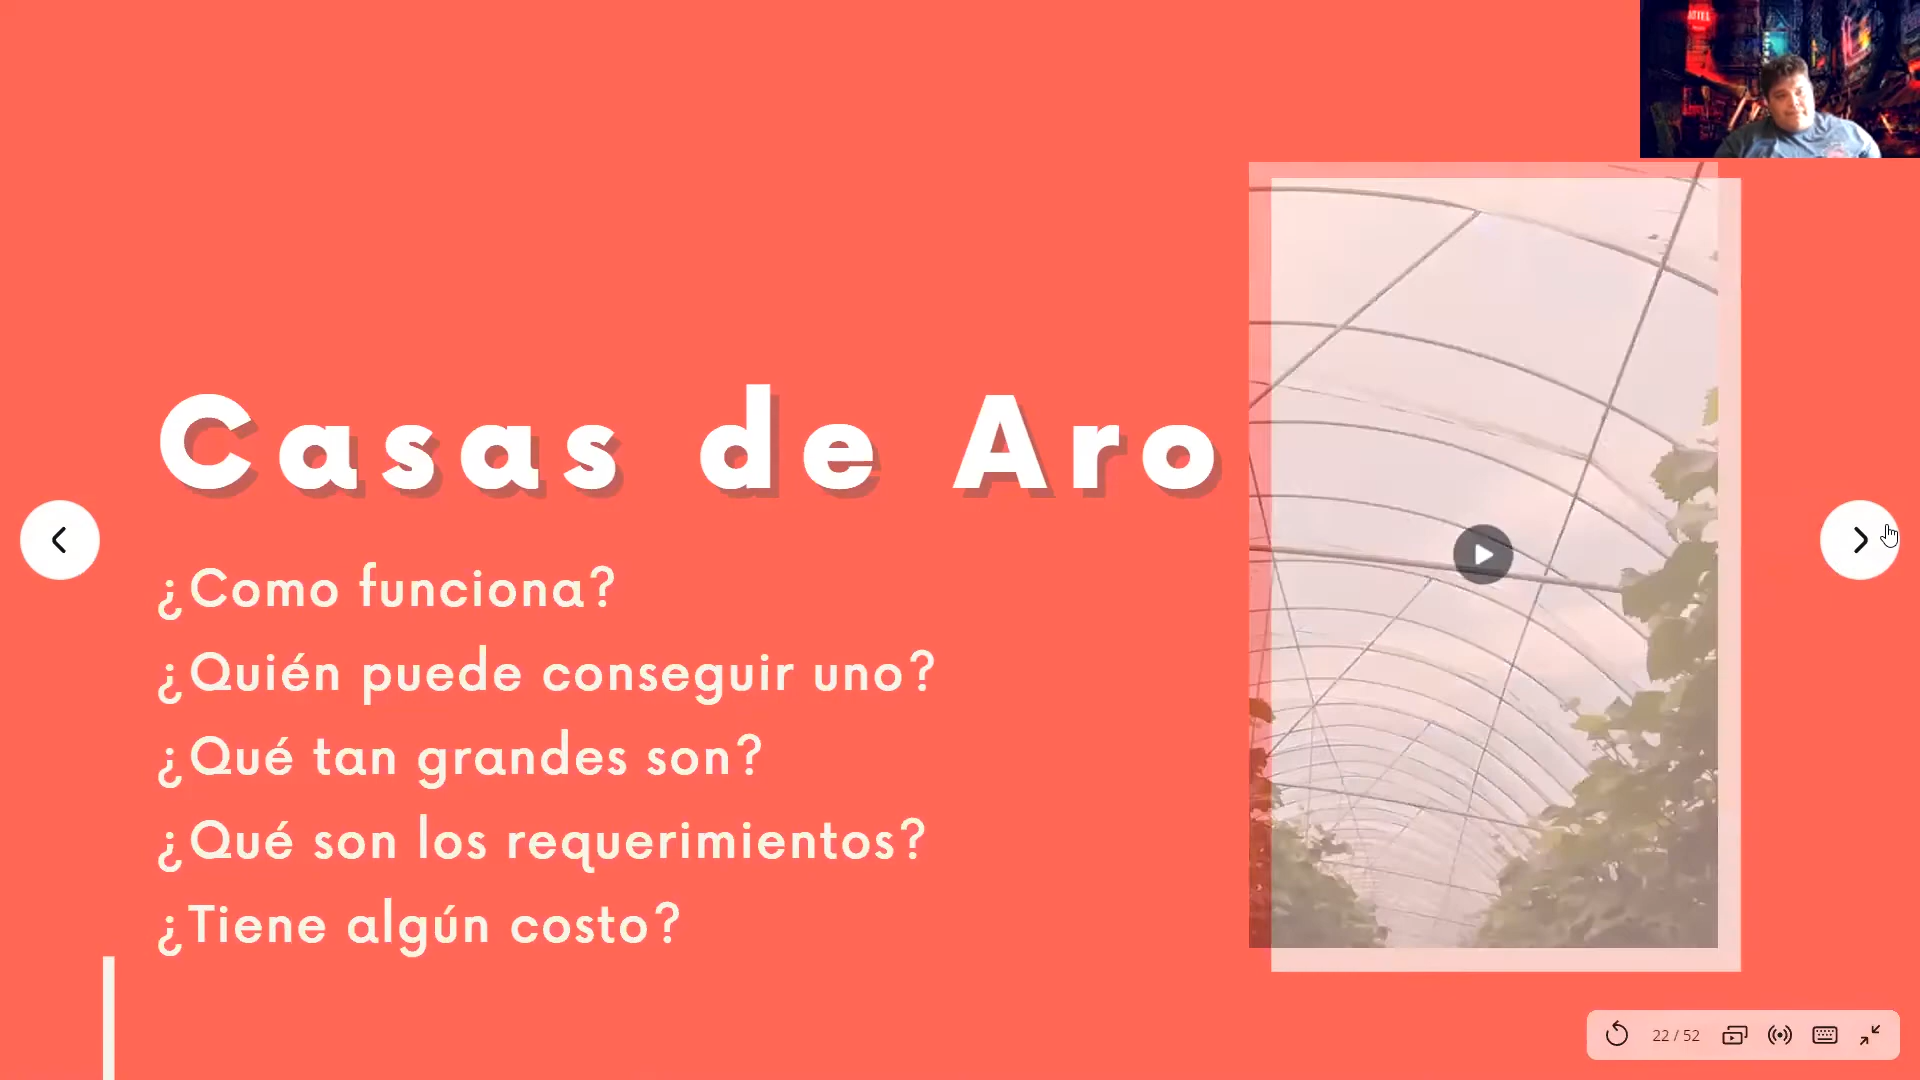 HOTEL
Casas de Aro
¿Como funciona?
¿Quién puede conseguir uno?
¿Qué tan grandes son?
¿Qué son los requerimientos?
¿Tiene algún costo?
22 / 52